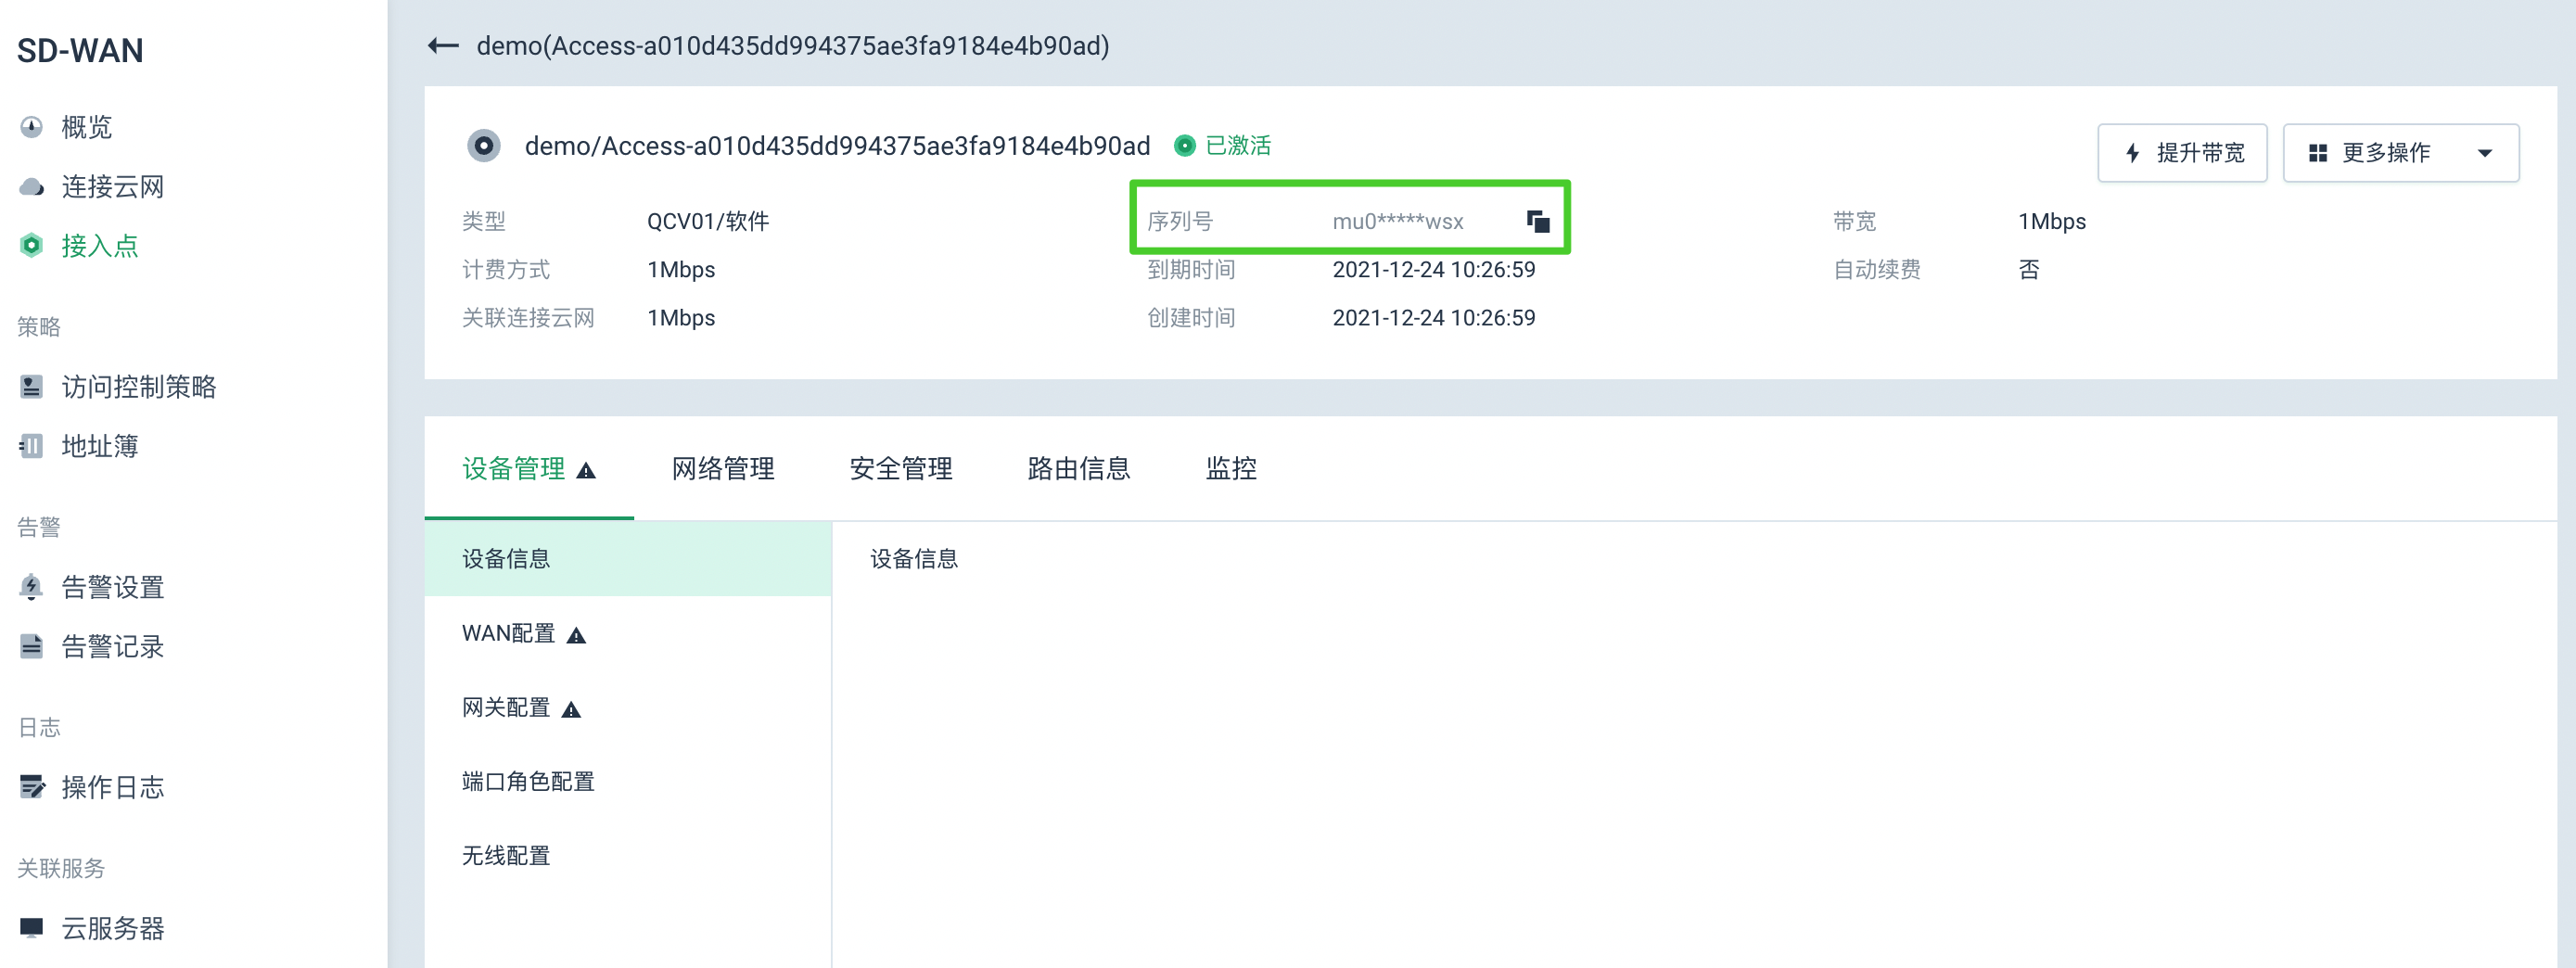 SD-WAN
概览
连接云网
接入点
策略
访问控制策略
地址簿
告警
告警设置
告警记录
日志
操作日志
关联服务
云服务器
demo(Access-a010d435dd994375ae3fa9184e4b90ad)
demo/Access-a010d435dd994375ae3fa9184e4b90ad 已激活
提升带宽 更多操作
类型 QCV01/软件 序列号 mu0*****wsx 带宽 1Mbps
计费方式 1Mbps 到期时间 2021-12-24 10:26:59 自动续费 否
关联连接云网 1Mbps 创建时间 2021-12-24 10:26:59
设备管理 网络管理 安全管理 路由信息 监控
设备信息 设备信息
WAN配置
网关配置
端口角色配置
无线配置